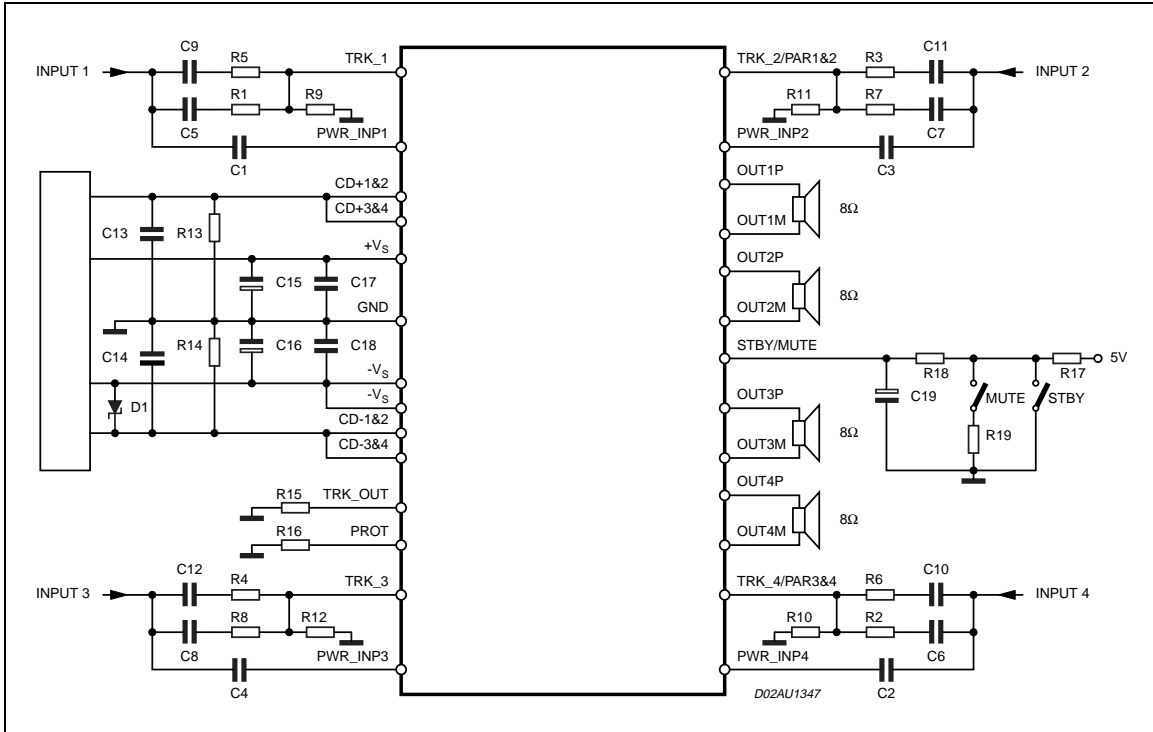 C9
R5
TRK_1
INPUT 1
R1
R9
C5
PWR_INP1
C1
TRK_2/PAR1&2
R3
C11
INPUT 2
R11
R7
PWR_INP2
C7
C3
CD+1&2
CD+3&4
C13
R13
+VS
C15
C17
GND
C14
R14
C16
C18
-VS
-VS
D1
CD-1&2
CD-3&4
R15
TRK_OUT
R16
PROT
OUT1P
OUT1M
8Ω
OUT2P
OUT2M
8Ω
STBY/MUTE
R18
R17
5V
C19
MUTE
STBY
R19
OUT3P
OUT3M
8Ω
OUT4P
OUT4M
8Ω
C12
R4
TRK_3
INPUT 3
R8
R12
C8
PWR_INP3
C4
TRK_4/PAR3&4
R6
C10
INPUT 4
R10
R2
PWR_INP4
C6
C2
D02AU1347